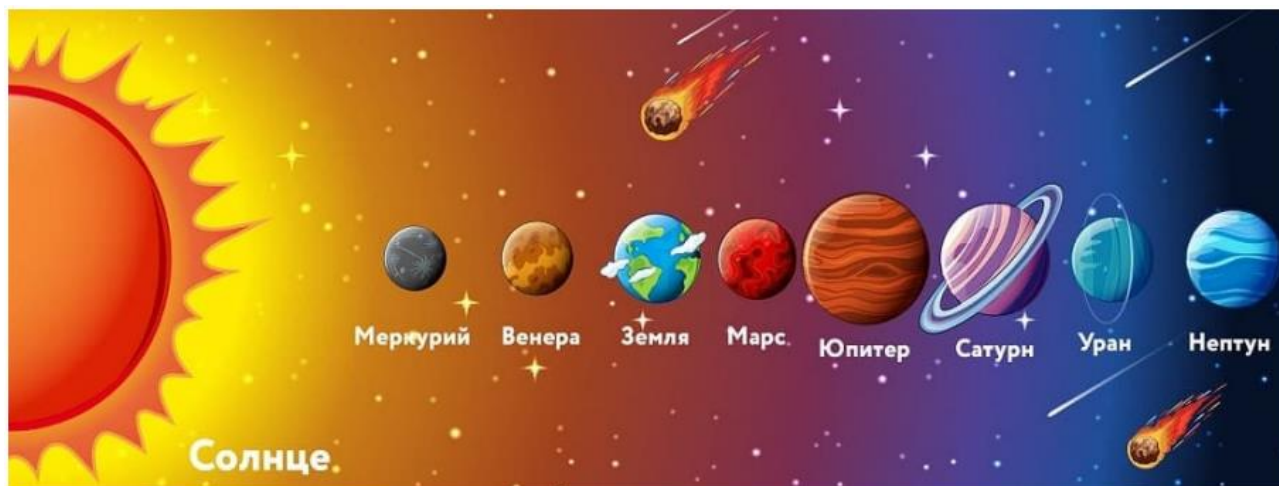 Меркурий
Венера
Земля
Марс
Юпитер
Сатурн
Уран
Нептун
Солнце